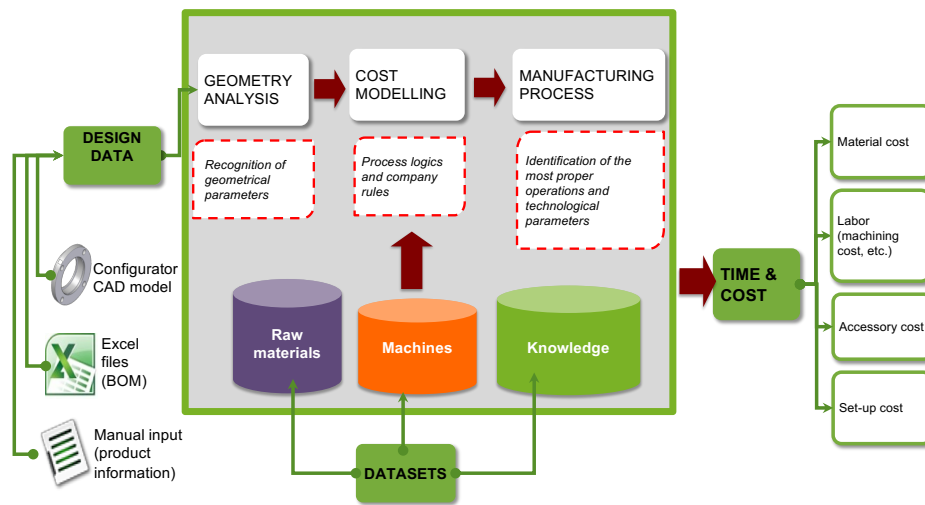 GEOMETRY
ANALYSIS
COST
MODELLING
MANUFACTURING
PROCESS
DESIGN
DATA
Recognition of
geometrical
parameters
Process logics
and company
rules
Identification of the
most proper
operations and
technological
parameters
Material cost
Labor
(machining
cost, etc.)
Accessory cost
Set-up cost
TIME &
COST
Configurator
CAD model
Excel
files
(BOM)
Manual input
(product
information)
Raw
materials
Machines
Knowledge
DATASETS